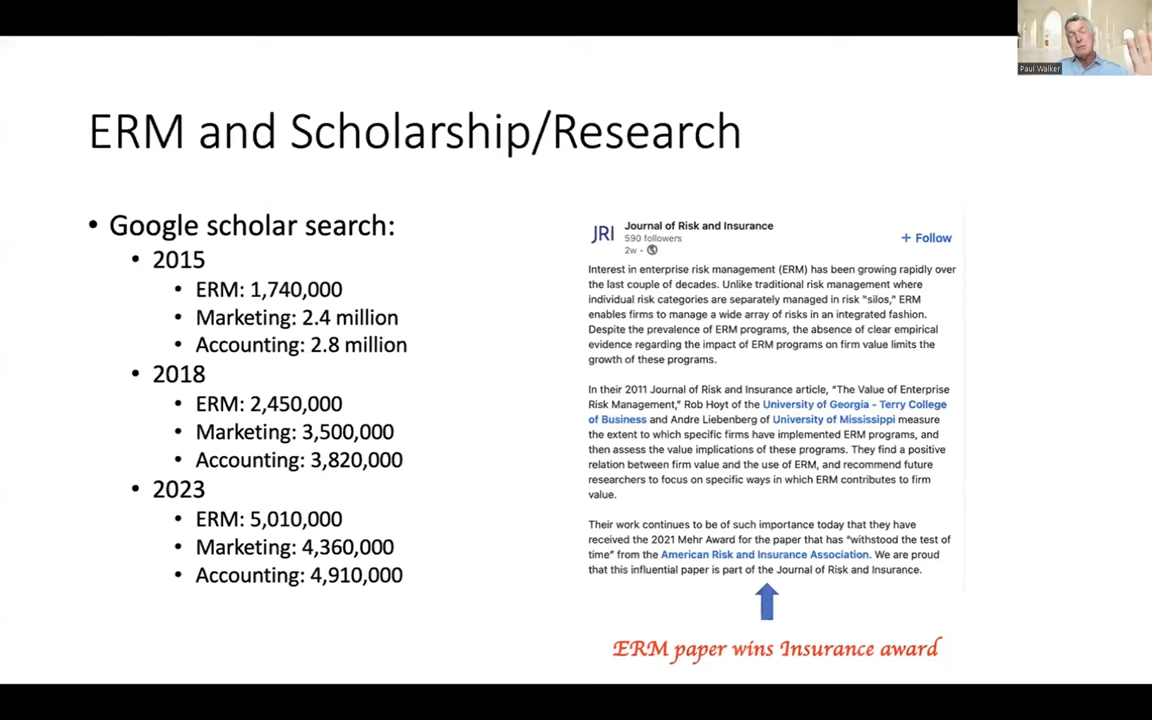 Paul Walker
ERM and Scholarship/Research
• Google scholar search:
• 2015
• ERM: 1,740,000
• Marketing: 2.4 million
• Accounting: 2.8 million
• 2018
• ERM: 2,450,000
• Marketing: 3,500,000
• Accounting: 3,820,000
• 2023
• ERM: 5,010,000
• Marketing: 4,360,000
• Accounting: 4,910,000
JRI
Journal of Risk and Insurance
590 followers
2w •
+ Follow
Interest in enterprise risk management (ERM) has been growing rapidly over
the last couple of decades. Unlike traditional risk management where
individual risk categories are separately managed in risk "silos," ERM
enables firms to manage a wide array of risks in an integrated fashion.
Despite the prevalence of ERM programs, the absence of clear empirical
evidence regarding the impact of ERM programs on firm value limits the
growth of these programs.
In their 2011 Journal of Risk and Insurance article, "The Value of Enterprise
Risk Management," Rob Hoyt of the University of Georgia - Terry College
of Business and Andre Liebenberg of University of Mississippi measure
the extent to which specific firms have implemented ERM programs, and
then assess the value implications of these programs. They find a positive
relation between firm value and the use of ERM, and recommend future
researchers to focus on specific ways in which ERM contributes to firm
value.
Their work continues to be of such importance today that they have
received the 2021 Mehr Award for the paper that has "withstood the test of
time" from the American Risk and Insurance Association. We are proud
that this influential paper is part of the Journal of Risk and Insurance.
ERM paper wins Insurance award